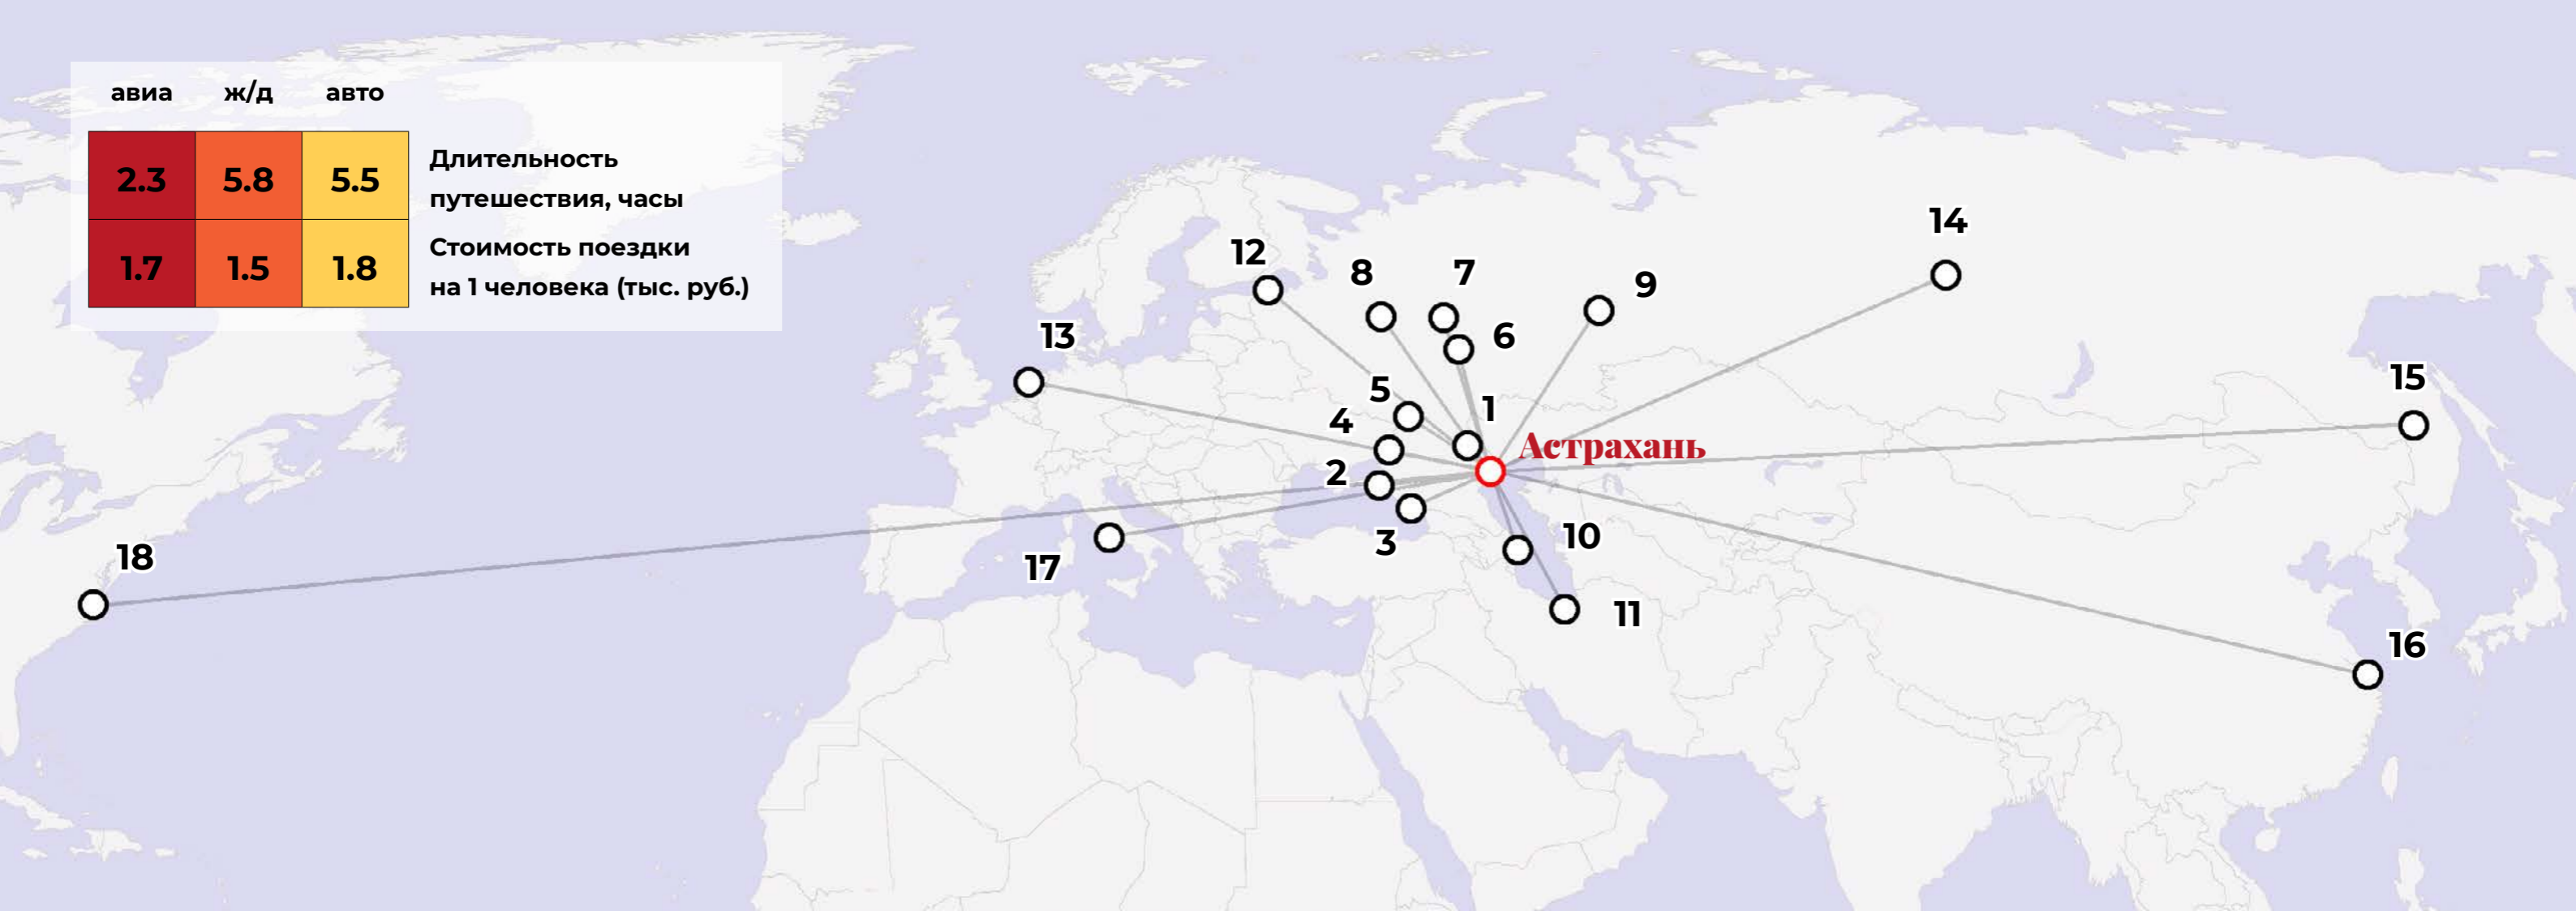 авиа ж/д авто
2.3 5.8 5.5
Длительность
путешествия, часы
1.7 1.5 1.8
Стоимость поездки
на 1 человека (тыс. руб.)
14
12
8
7
9
13
6
15
5
1
4
Астрахань
2
10
3
18
17
11
16